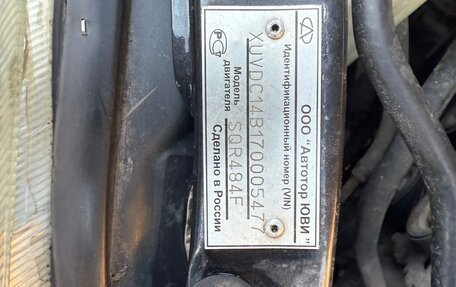 ООО "Автотор ЮВИ"
Идентификационный номер (VIN)
XUVDC14B170005477
Модель
двигателя SQR484F
Сделано в России